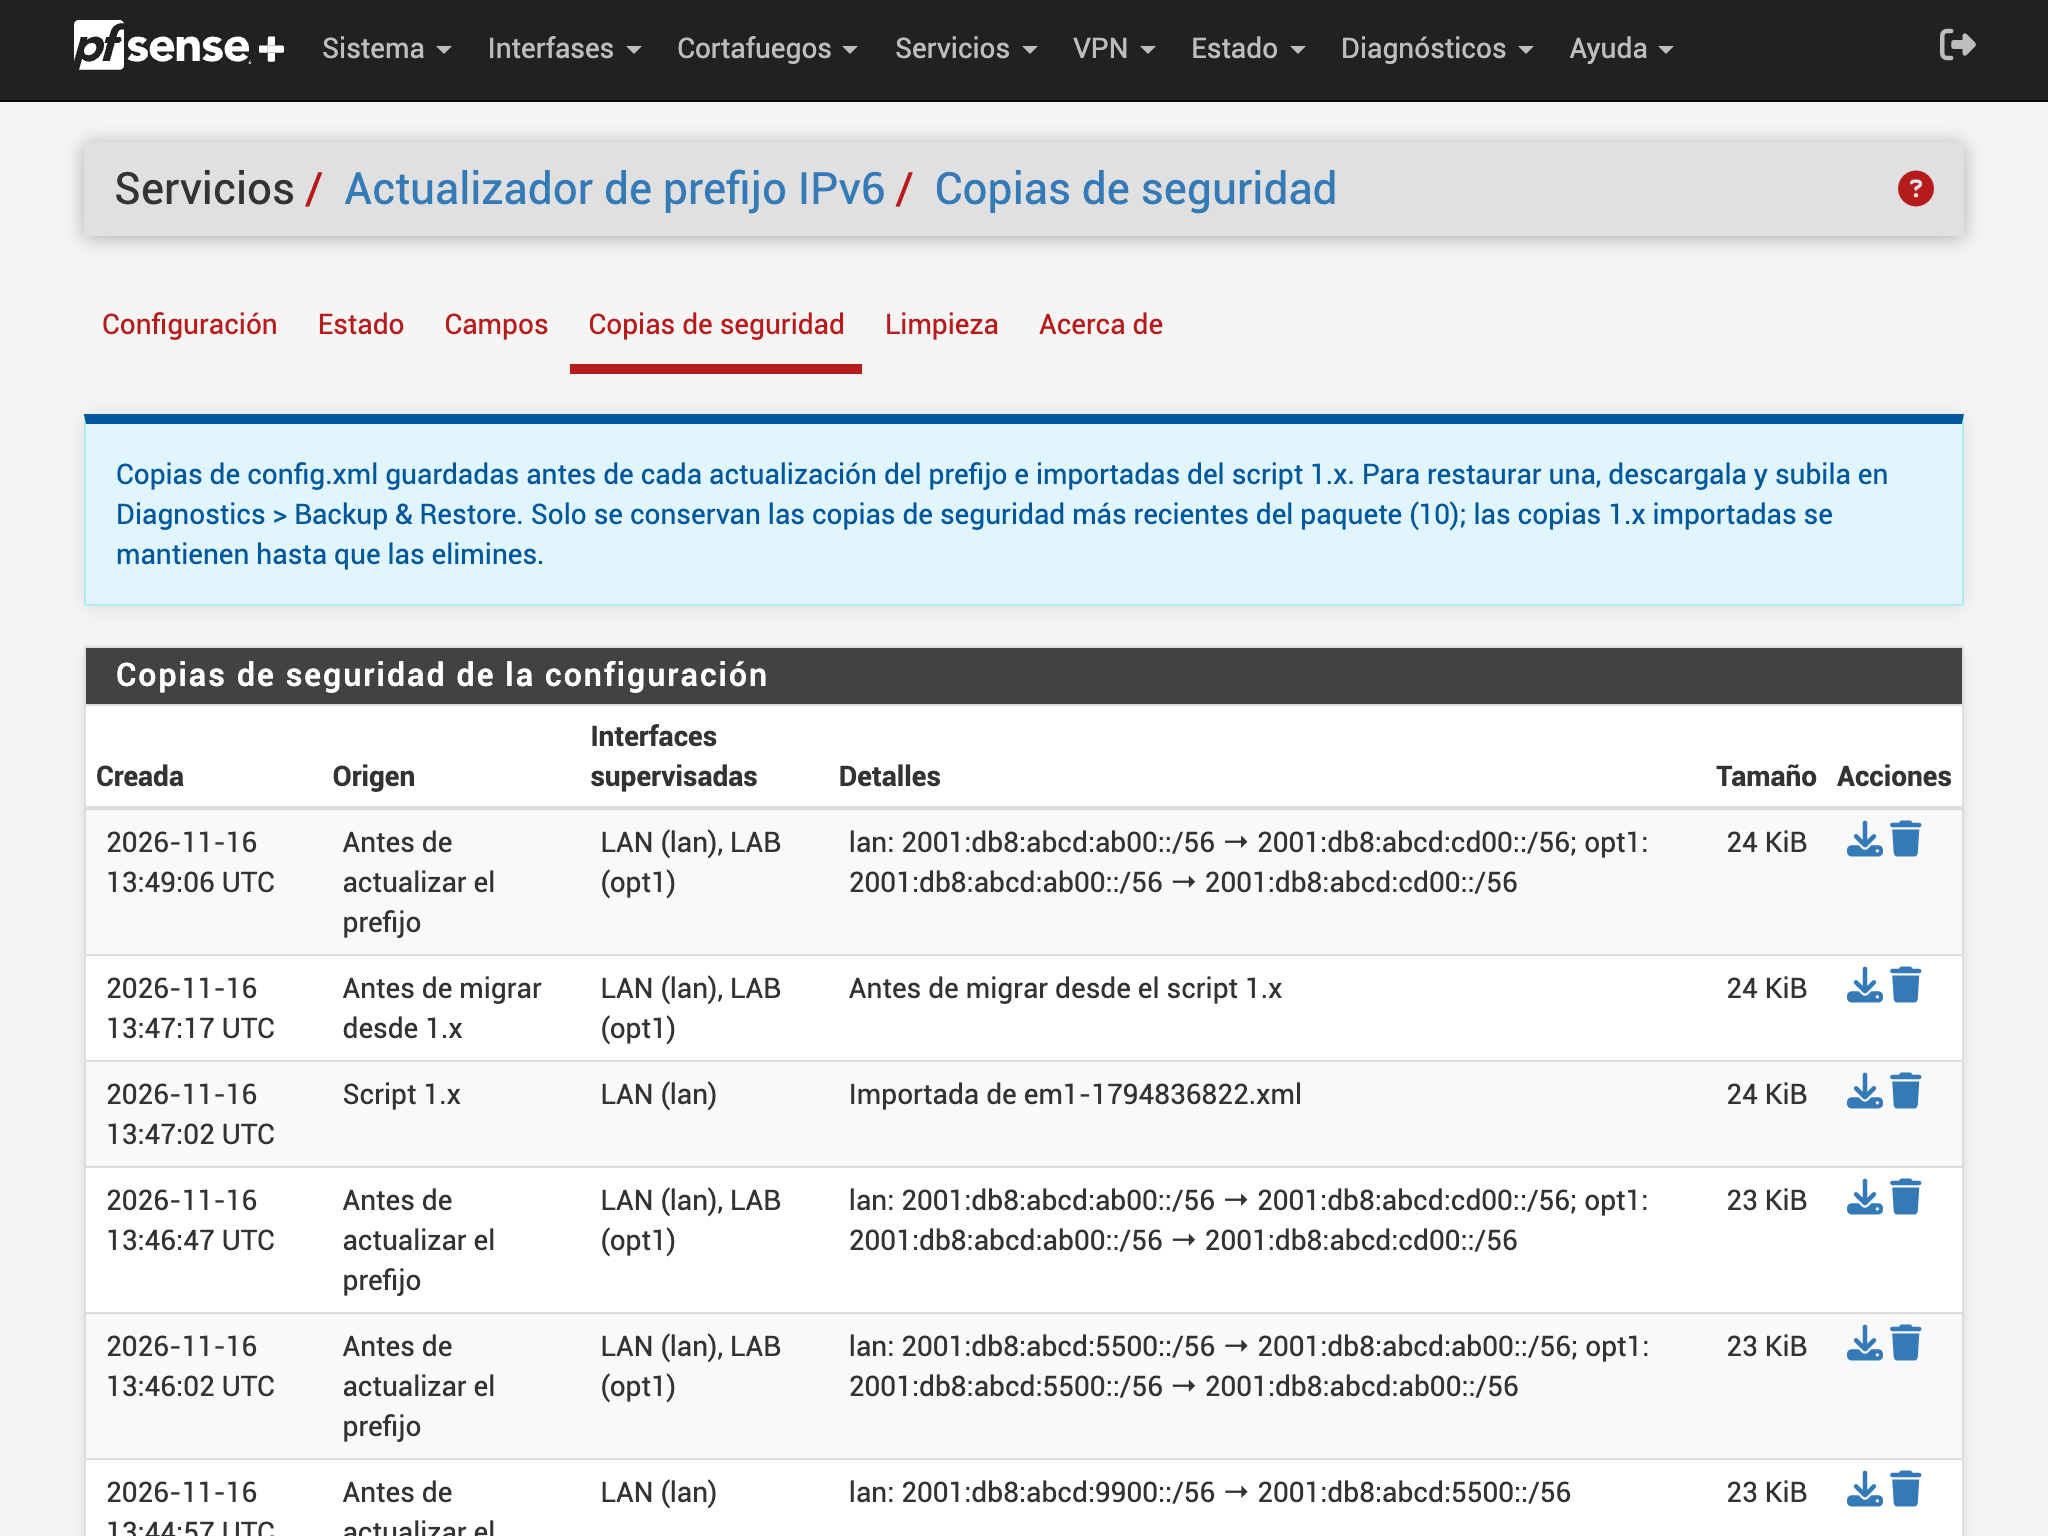 pfsense+ Sistema Interfases Cortafuegos Servicios VPN Estado Diagnósticos Ayuda
Servicios / Actualizador de prefijo IPv6 / Copias de seguridad ?
Configuración Estado Campos Copias de seguridad Limpieza Acerca de
Copias de config.xml guardadas antes de cada actualización del prefijo e importadas del script 1.x. Para restaurar una, descargala y subila en
Diagnostics > Backup & Restore. Solo se conservan las copias de seguridad más recientes del paquete (10); las copias 1.x importadas se
mantienen hasta que las elimines.
Copias de seguridad de la configuración
Interfaces
Creada Origen supervisadas Detalles Tamaño Acciones
2026-11-16 Antes de LAN (lan), LAB lan: 2001:db8:abcd:ab00::/56 → 2001:db8:abcd:cd00::/56; opt1: 24 KiB
13:49:06 UTC actualizar el (opt1) 2001:db8:abcd:ab00::/56 → 2001:db8:abcd:cd00::/56
prefijo
2026-11-16 Antes de migrar LAN (lan), LAB Antes de migrar desde el script 1.x 24 KiB
13:47:17 UTC desde 1.x (opt1)
2026-11-16 Script 1.x LAN (lan) Importada de em1-1794836822.xml 24 KiB
13:47:02 UTC
2026-11-16 Antes de LAN (lan), LAB lan: 2001:db8:abcd:ab00::/56 → 2001:db8:abcd:cd00::/56; opt1: 23 KiB
13:46:47 UTC actualizar el (opt1) 2001:db8:abcd:ab00::/56 → 2001:db8:abcd:cd00::/56
prefijo
2026-11-16 Antes de LAN (lan), LAB lan: 2001:db8:abcd:5500::/56 → 2001:db8:abcd:ab00::/56; opt1: 23 KiB
13:46:02 UTC actualizar el (opt1) 2001:db8:abcd:5500::/56 → 2001:db8:abcd:ab00::/56
prefijo
2026-11-16 Antes de LAN (lan) lan: 2001:db8:abcd:9900::/56 → 2001:db8:abcd:5500::/56 23 KiB
13:44:57 UTC actualizar el